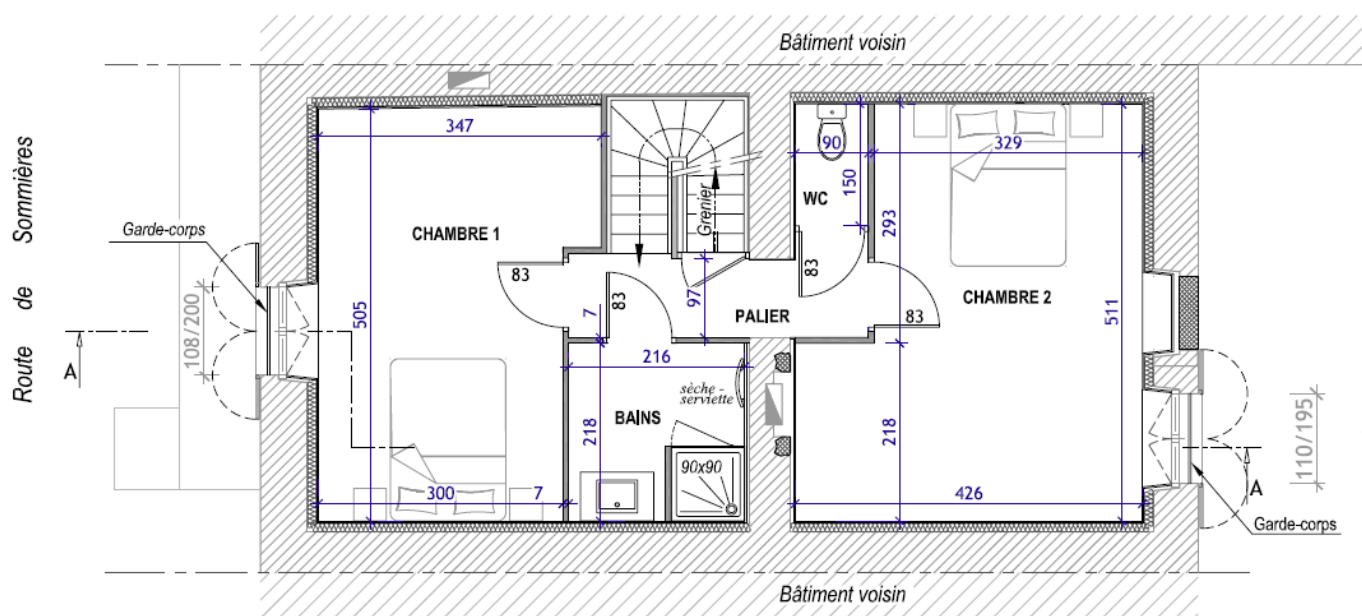 Bâtiment voisin
347
90
329
Grenier
150
WC
Route de Sommières
Garde-corps
CHAMBRE 1
293
83
83
83
97
CHAMBRE 2
108/200
505
7
PALIER
83
511
A
216
sèche -
serviette
BAINS
218
218
110/195
90x90
300
7
426
A
Garde-corps
Bâtiment voisin